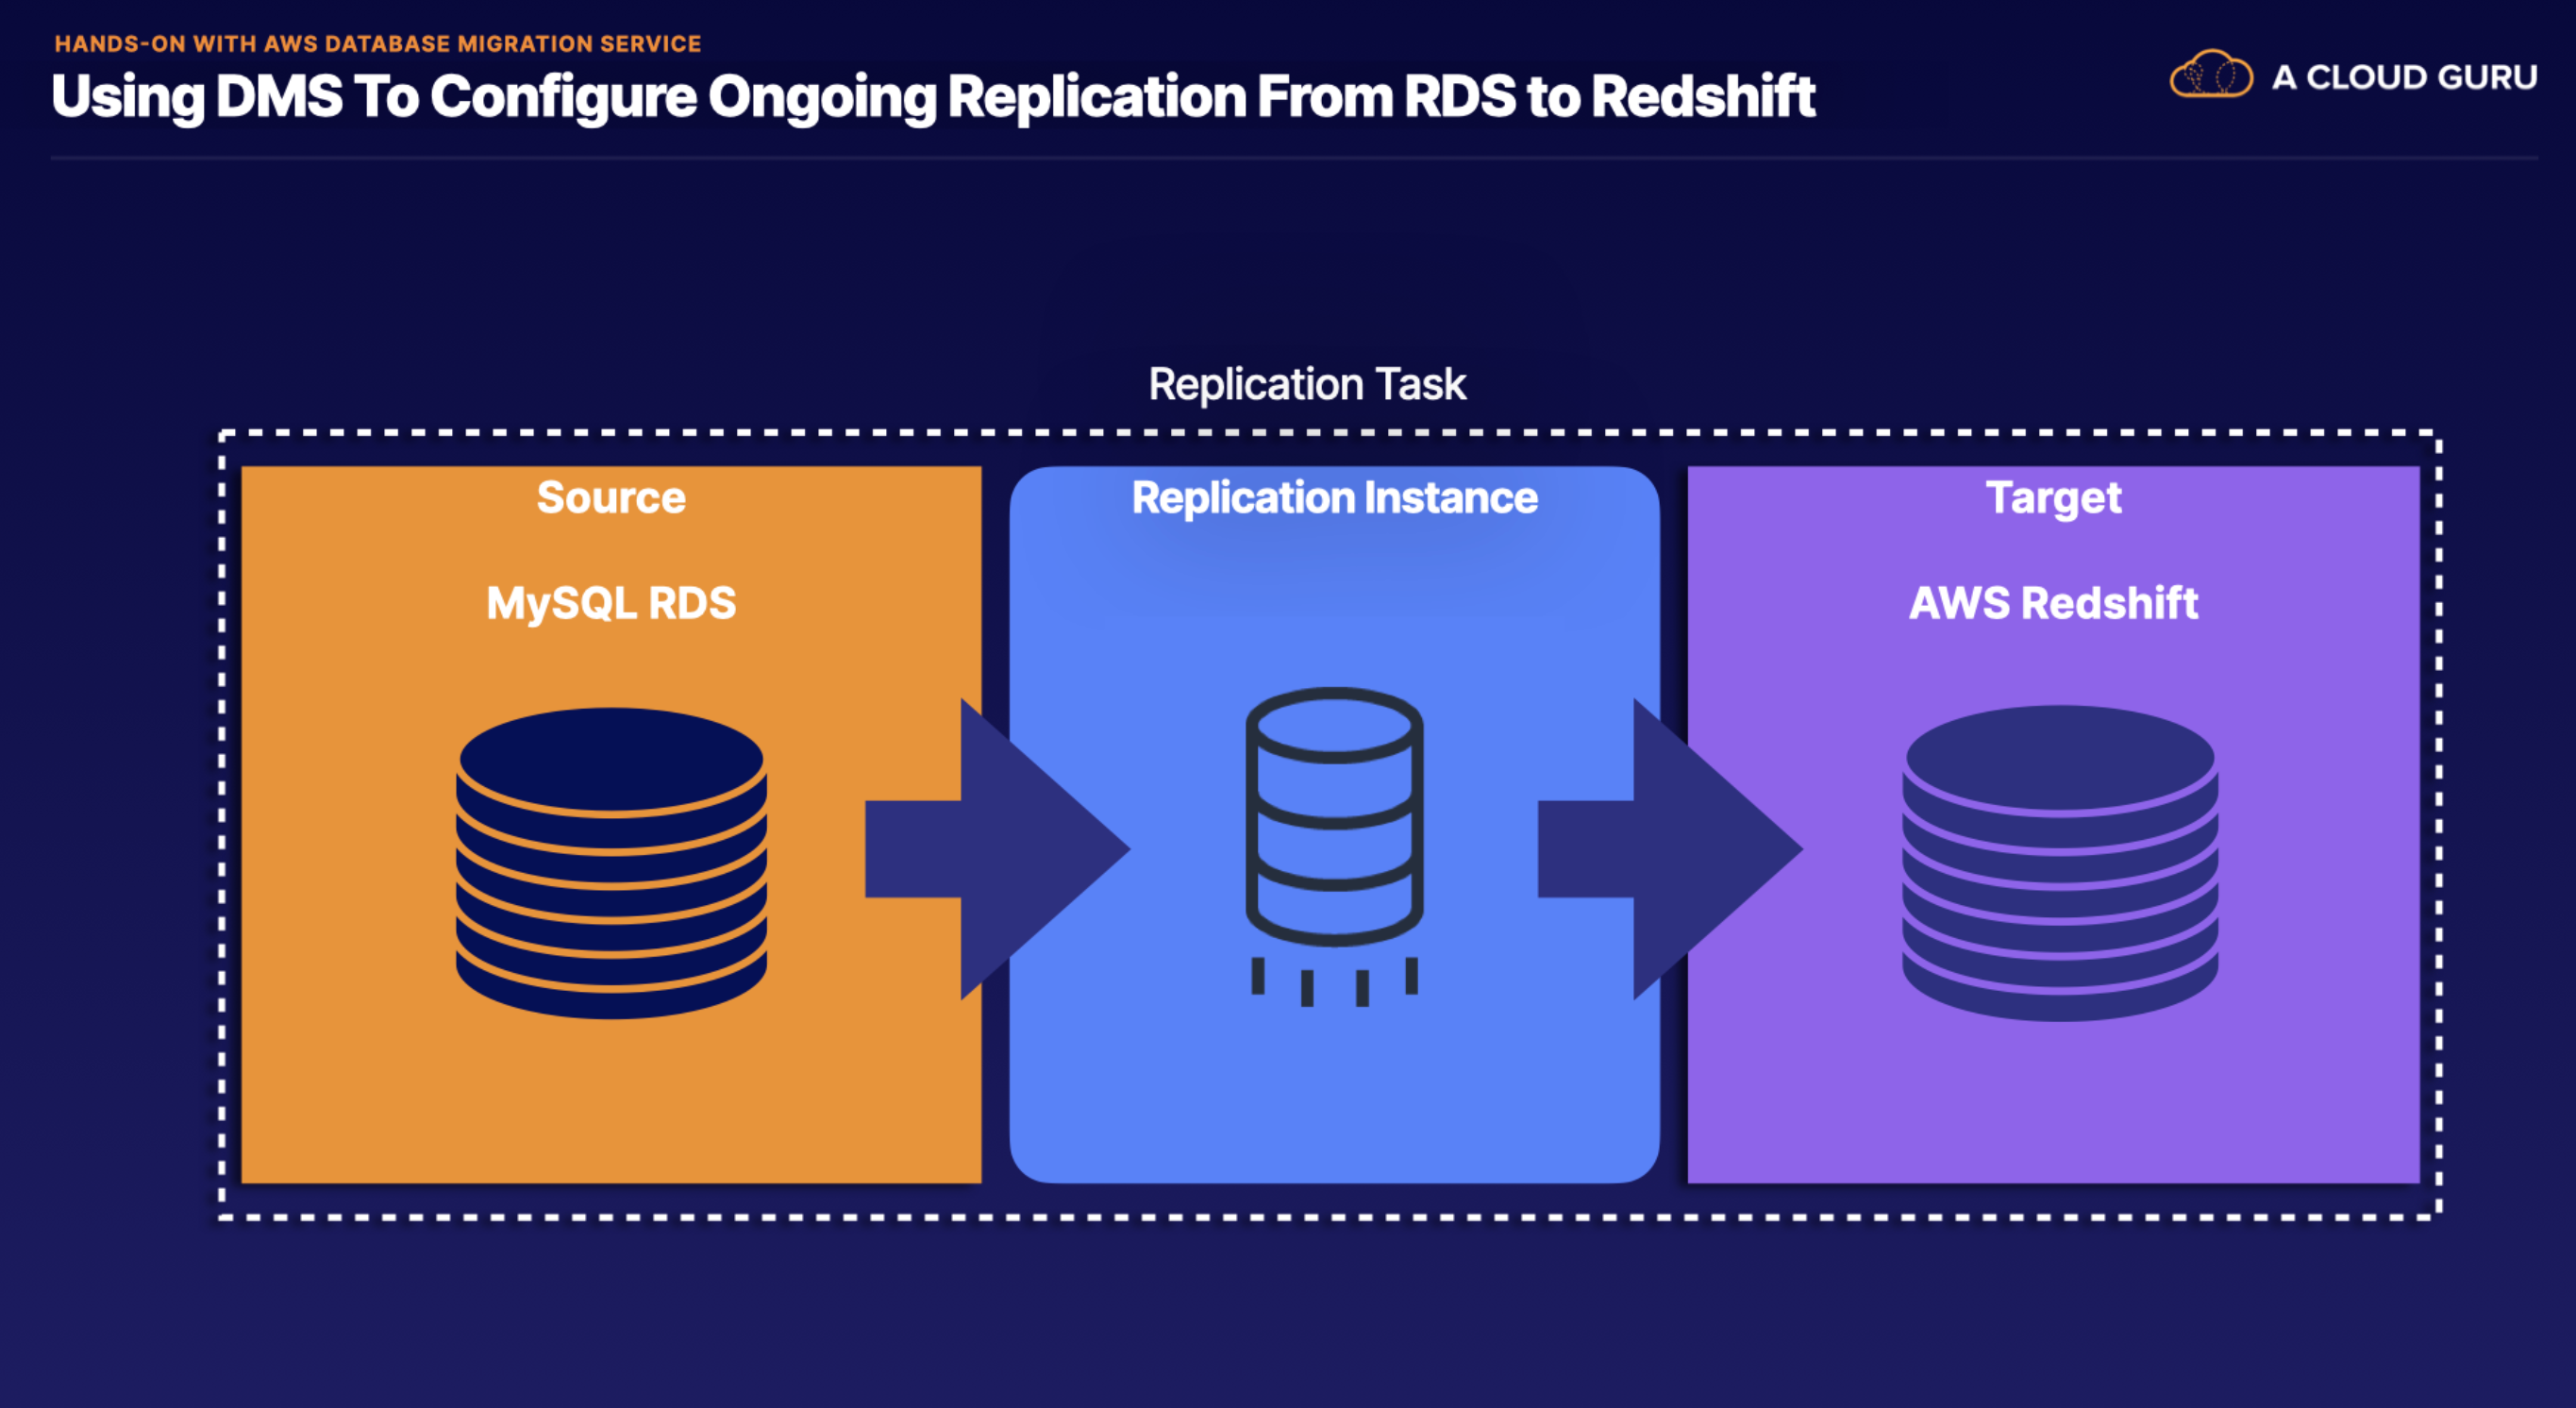 HANDS-ON WITH AWS DATABASE MIGRATION SERVICE
Using DMS To Configure Ongoing Replication From RDS to Redshift
A CLOUD GURU
Replication Task
Source
MySQL RDS
Replication Instance
Target
AWS Redshift